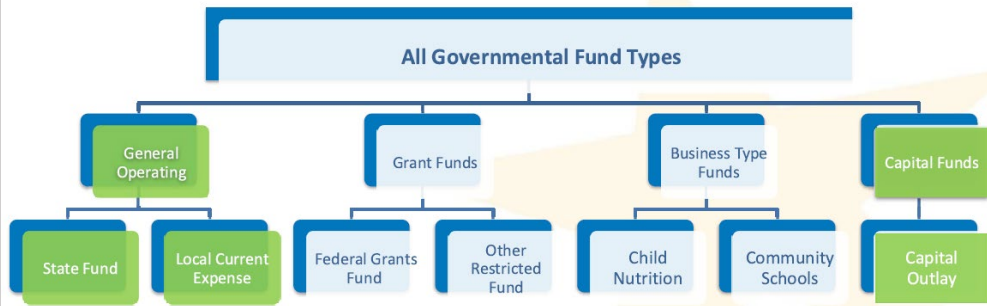 All Governmental Fund Types
General
Operating
Grant Funds
Business Type
Funds
Capital Funds
State Fund
Local Current
Expense
Federal Grants
Fund
Other
Restricted
Fund
Child
Nutrition
Community
Schools
Capital
Outlay